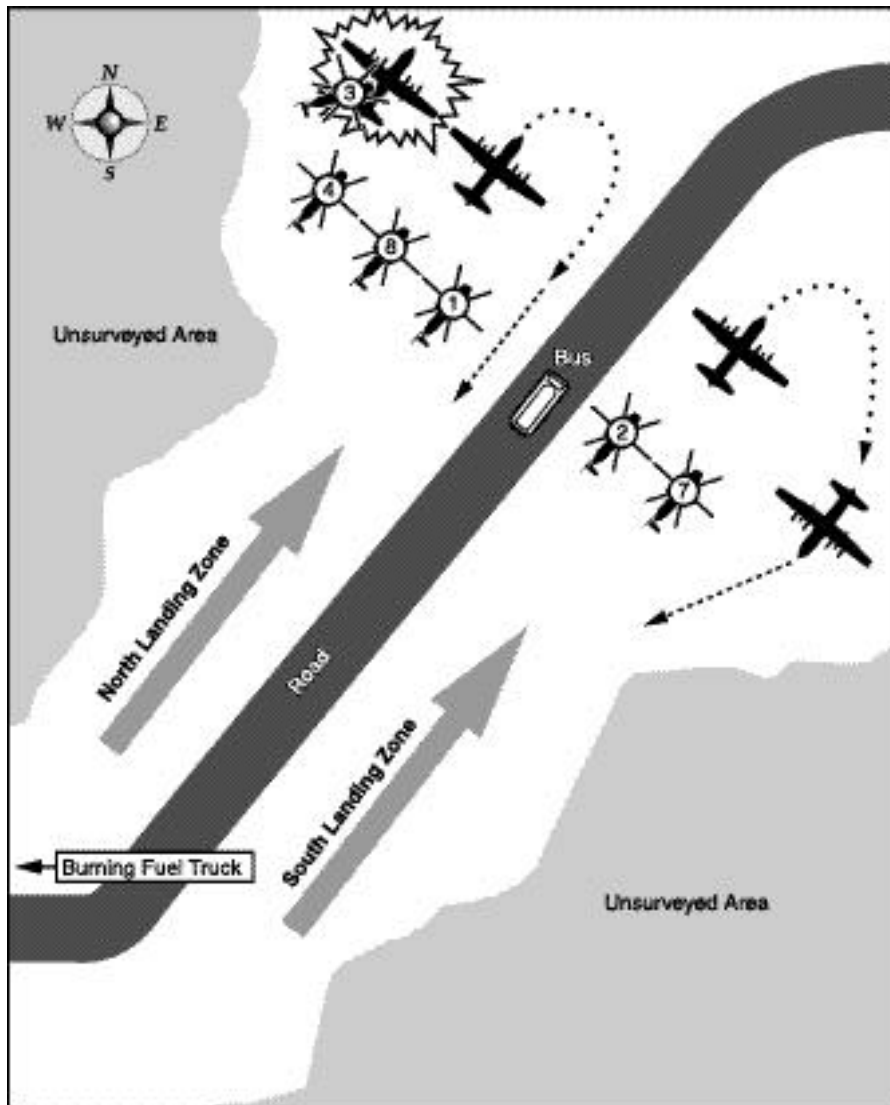 N
W E
S
3
4
8
1
Unsurveyed Area
Bus
2
7
North Landing Zone
Road
South Landing Zone
Burning Fuel Truck
Unsurveyed Area